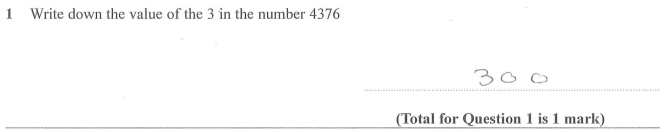 1 Write down the value of the 3 in the number 4376
300
(Total for Question 1 is 1 mark)